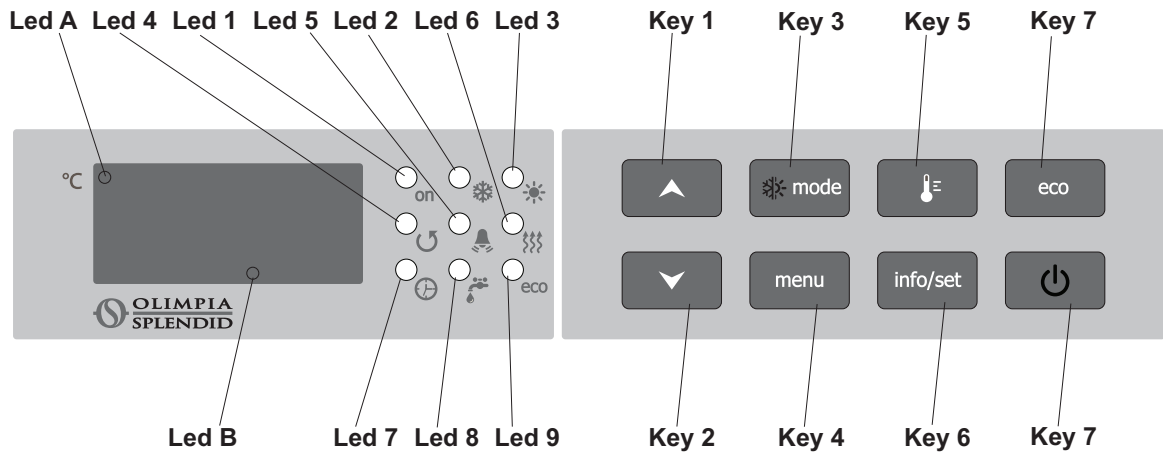 Led A Led 4 Led 1 Led 5 Led 2 Led 6 Led 3 Key 1 Key 3 Key 5 Key 7
°C
on
mode
eco
eco
menu
info/set
OLIMPIA
SPLENDID
Led B Led 7 Led 8 Led 9 Key 2 Key 4 Key 6 Key 7